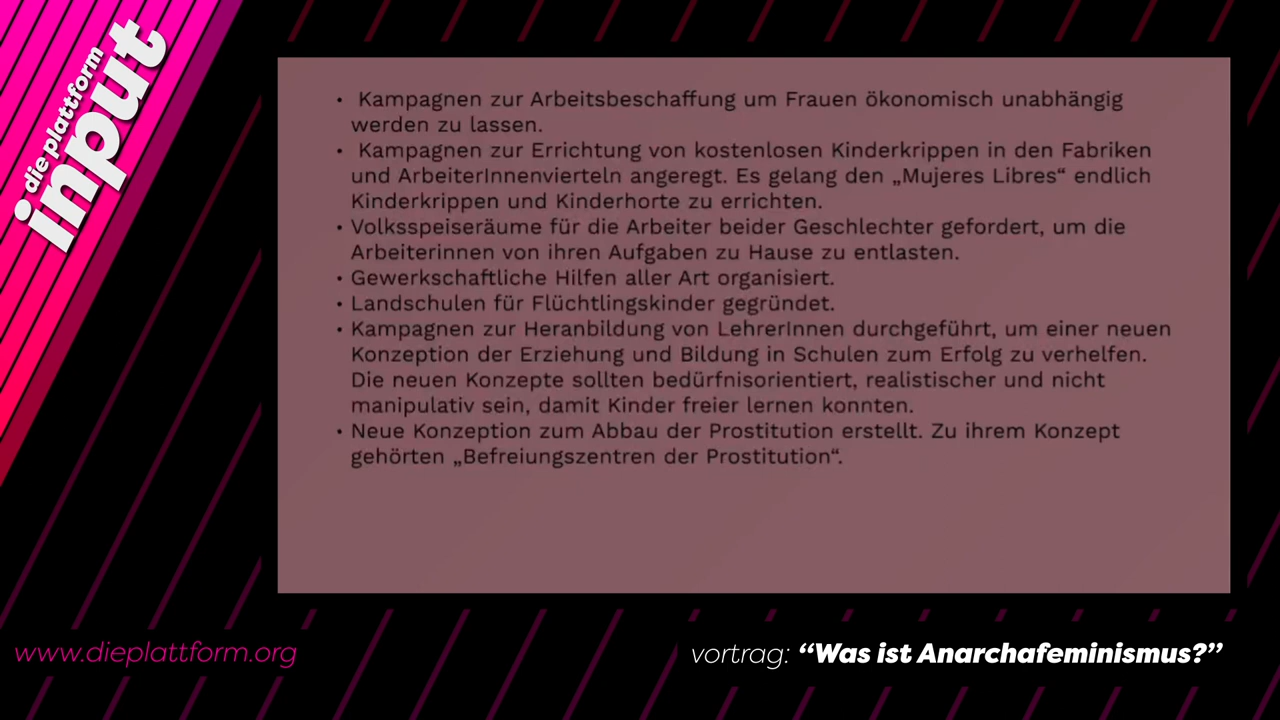 die plattform
input
• Kampagnen zur Arbeitsbeschaffung um Frauen ökonomisch unabhängig
werden zu lassen.
• Kampagnen zur Errichtung von kostenlosen Kinderkrippen in den Fabriken
und ArbeiterInnenvierteln angeregt. Es gelang den „Mujeres Libres“ endlich
Kinderkrippen und Kinderhorte zu errichten.
• Volksspeiseräume für die Arbeiter beider Geschlechter gefordert, um die
Arbeiterinnen von ihren Aufgaben zu Hause zu entlasten.
• Gewerkschaftliche Hilfen aller Art organisiert.
• Landschulen für Flüchtlingskinder gegründet.
• Kampagnen zur Heranbildung von LehrerInnen durchgeführt, um einer neuen
Konzeption der Erziehung und Bildung in Schulen zum Erfolg zu verhelfen.
Die neuen Konzepte sollten bedürfnisorientiert, realistischer und nicht
manipulativ sein, damit Kinder freier lernen konnten.
• Neue Konzeption zum Abbau der Prostitution erstellt. Zu ihrem Konzept
gehörten „Befreiungszentren der Prostitution“.
www.dieplattform.org
vortrag: “Was ist Anarchafeminismus?”